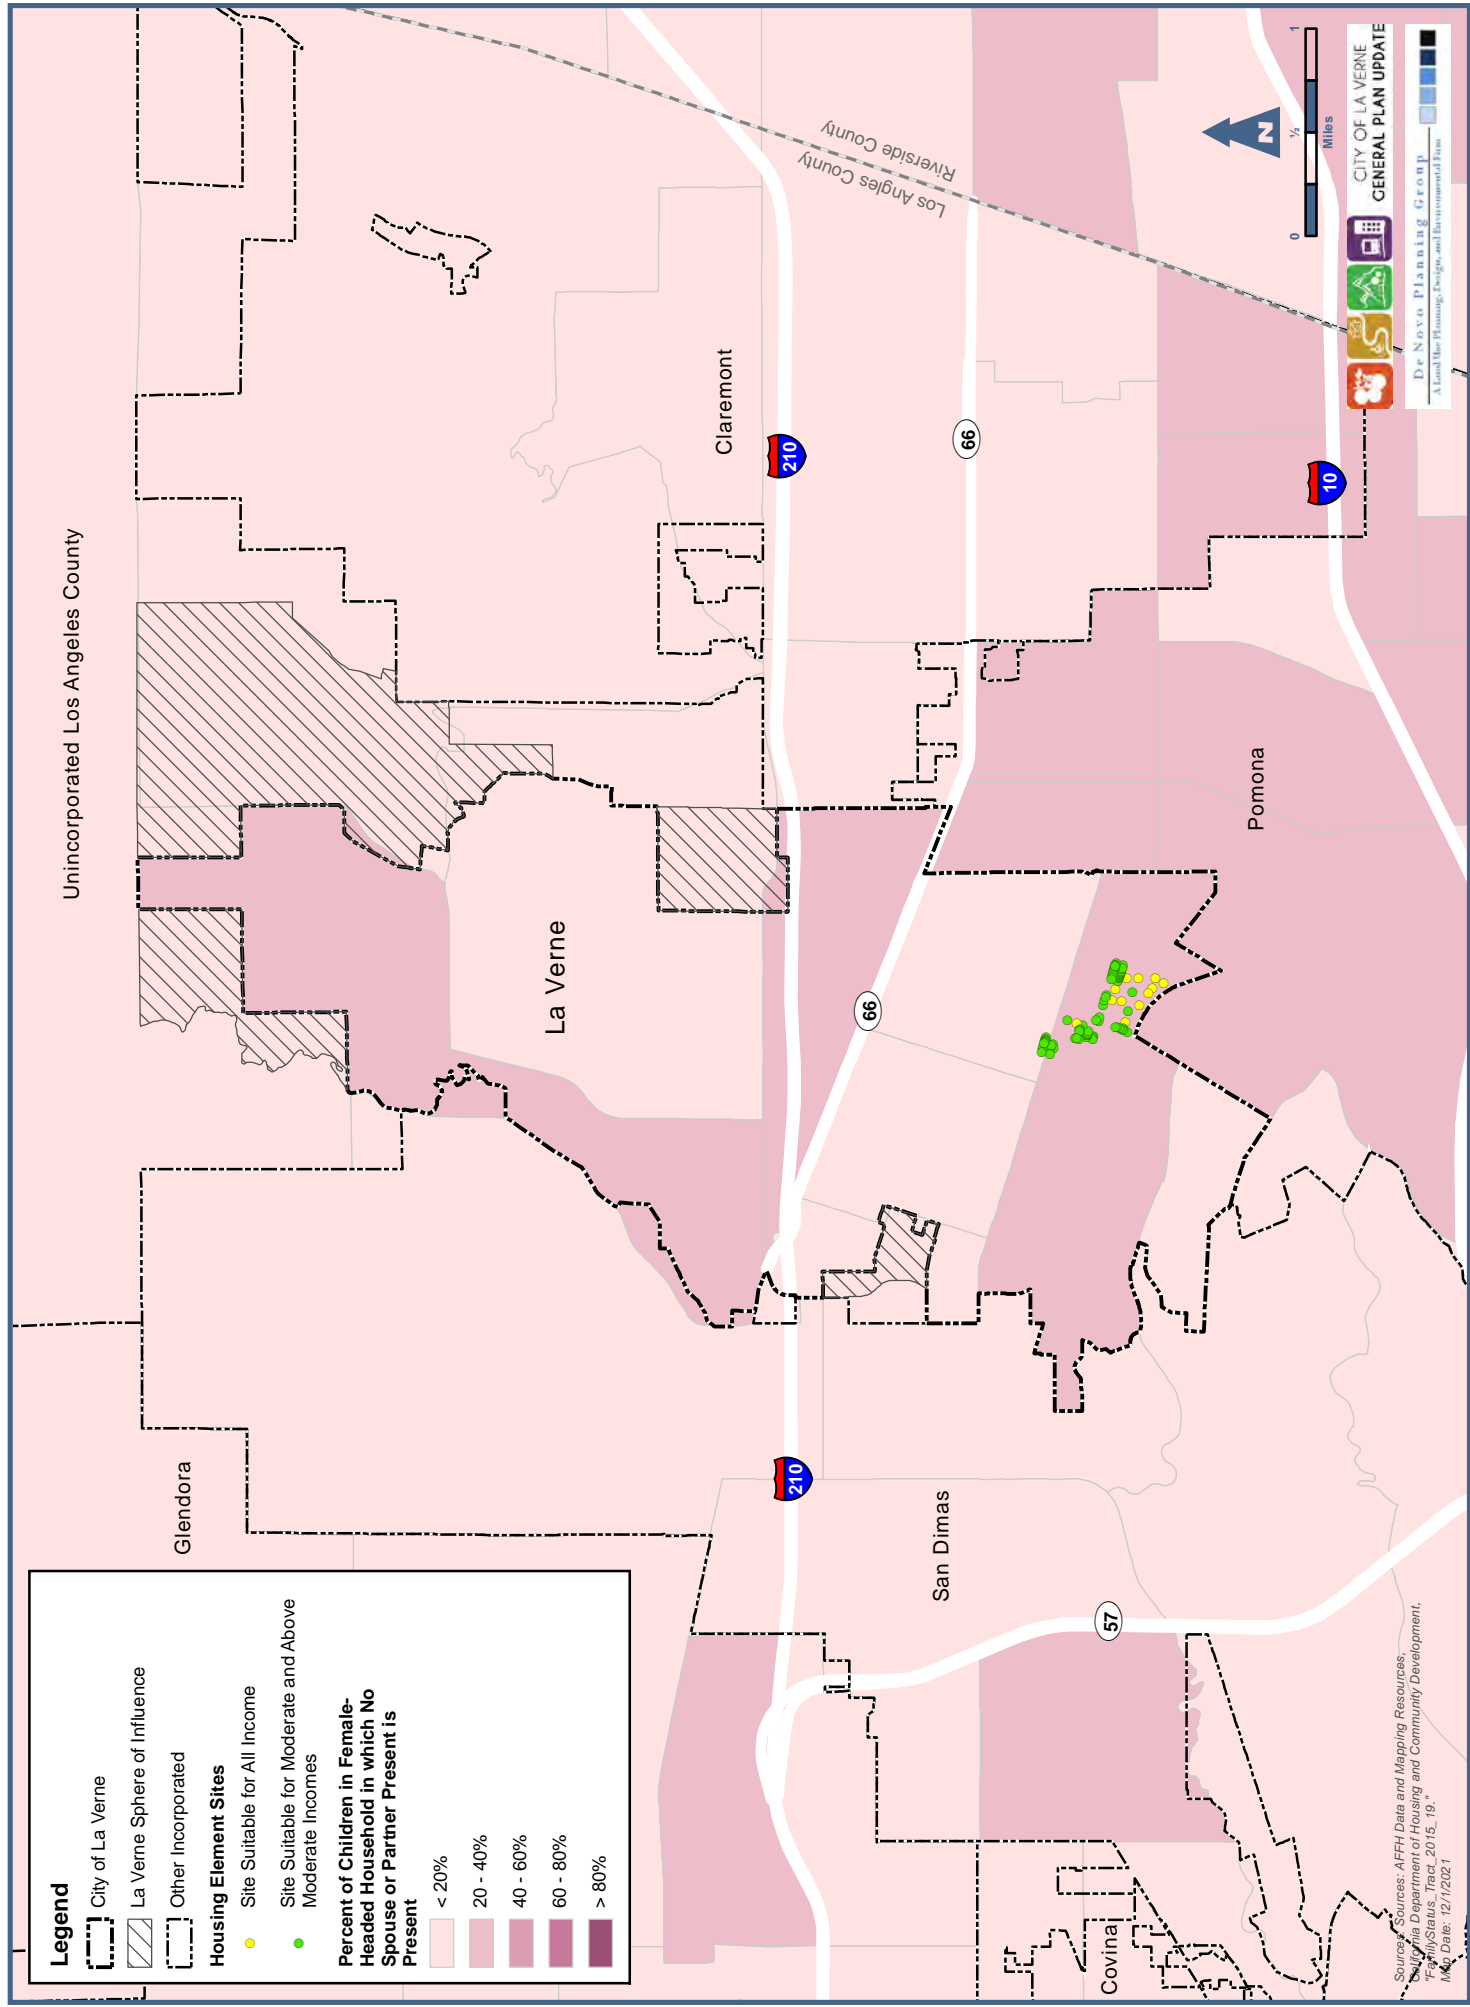 Legend
City of La Verne
La Verne Sphere of Influence
Other Incorporated
Housing Element Sites
Site Suitable for All Income
Site Suitable for Moderate and Above
Moderate Incomes
Percent of Children in Female-
Headed Household in which No
Spouse or Partner Present is
Present
< 20%
20 - 40%
40 - 60%
60 - 80%
> 80%
Unincorporated Los Angeles County
Glendora
La Verne
Claremont
San Dimas
Pomona
Covina
Los Angles County
Riverside County
210
210
66
66
57
10
N
0
½
1
Miles
CITY OF LA VERNE
GENERAL PLAN UPDATE
De Novo Planning Group
A Land Use Planning, Design, and Environmental Firm
Sources: Sources: AFFH Data and Mapping Resources,
California Department of Housing and Community Development,
"FamilyStatus_Tract_2015_19."
Map Date: 12/1/2021